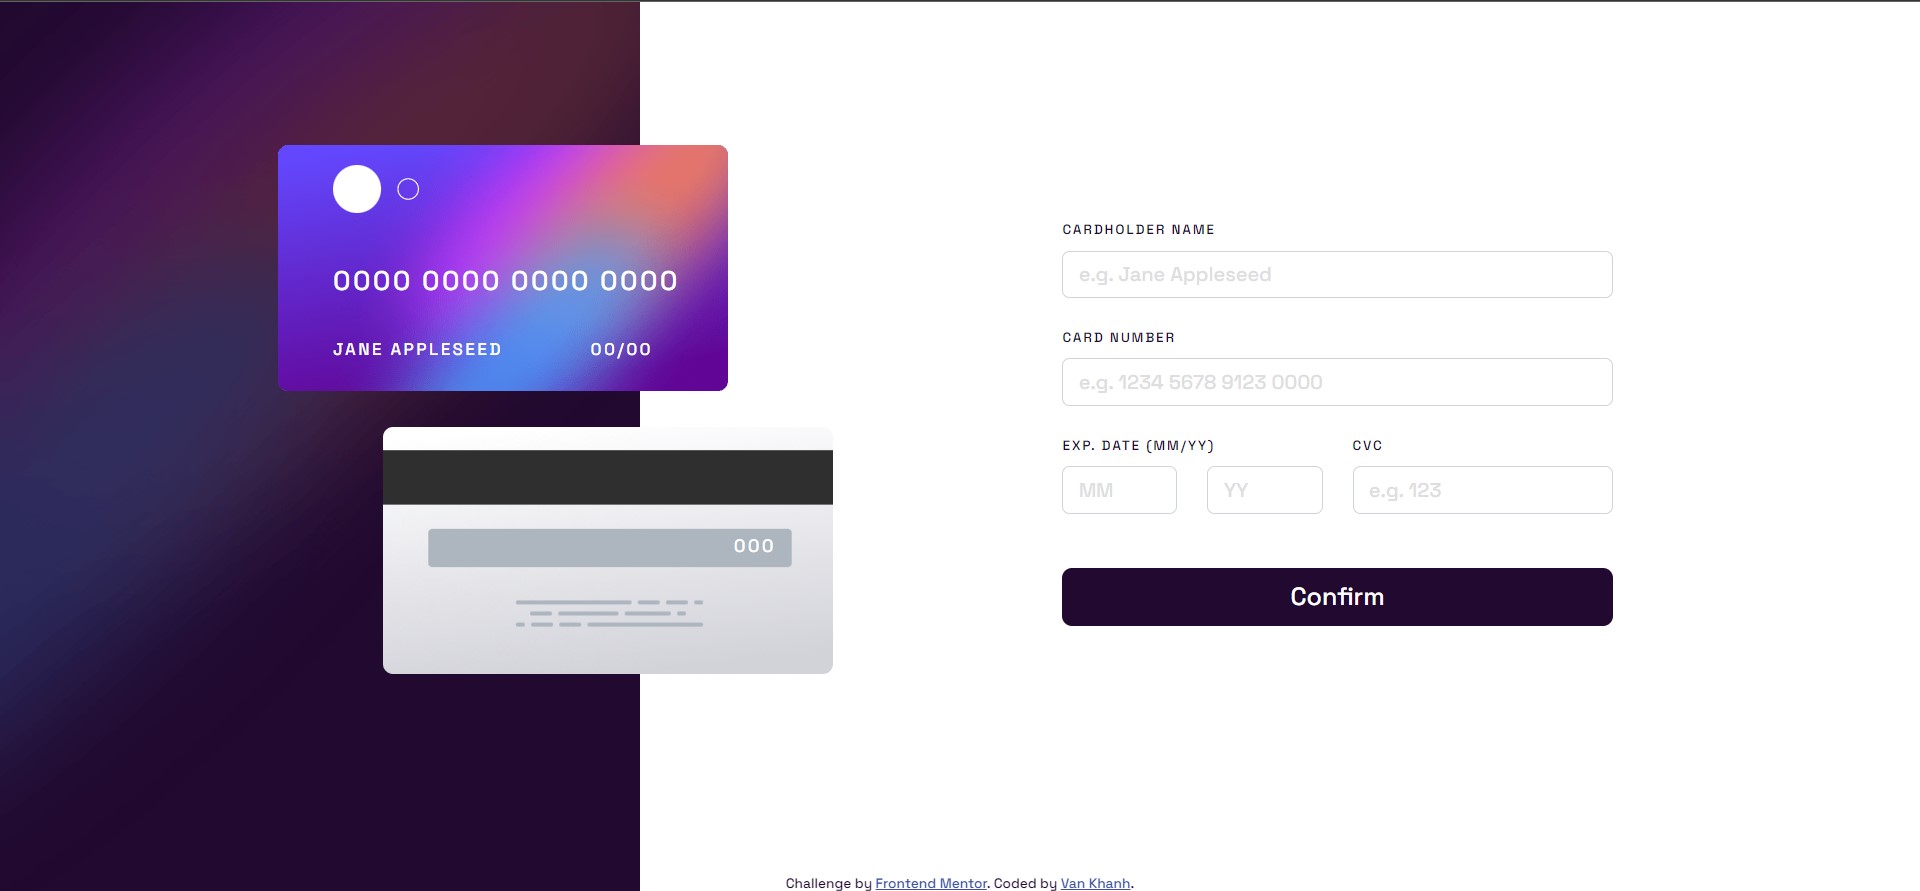 0000 0000 0000 0000
JANE APPLESEED 00/00
000
CARDHOLDER NAME
e.g. Jane Appleseed
CARD NUMBER
e.g. 1234 5678 9123 0000
EXP. DATE (MM/YY) CVC
MM YY e.g. 123
Confirm
Challenge by Frontend Mentor. Coded by Van Khanh.